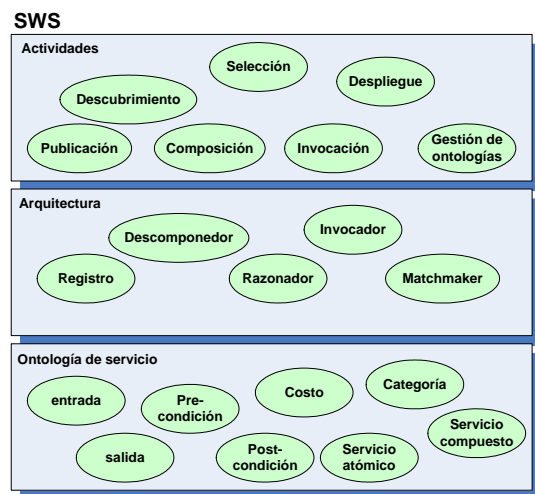 SWS
Actividades
Selección
Despliegue
Descubrimiento
Publicación
Composición
Invocación
Gestión de
ontologías
Arquitectura
Descomponedor
Invocador
Registro
Razonador
Matchmaker
Ontología de servicio
entrada
Pre-
condición
Costo
Categoría
salida
Post-
condición
Servicio
atómico
Servicio
compuesto